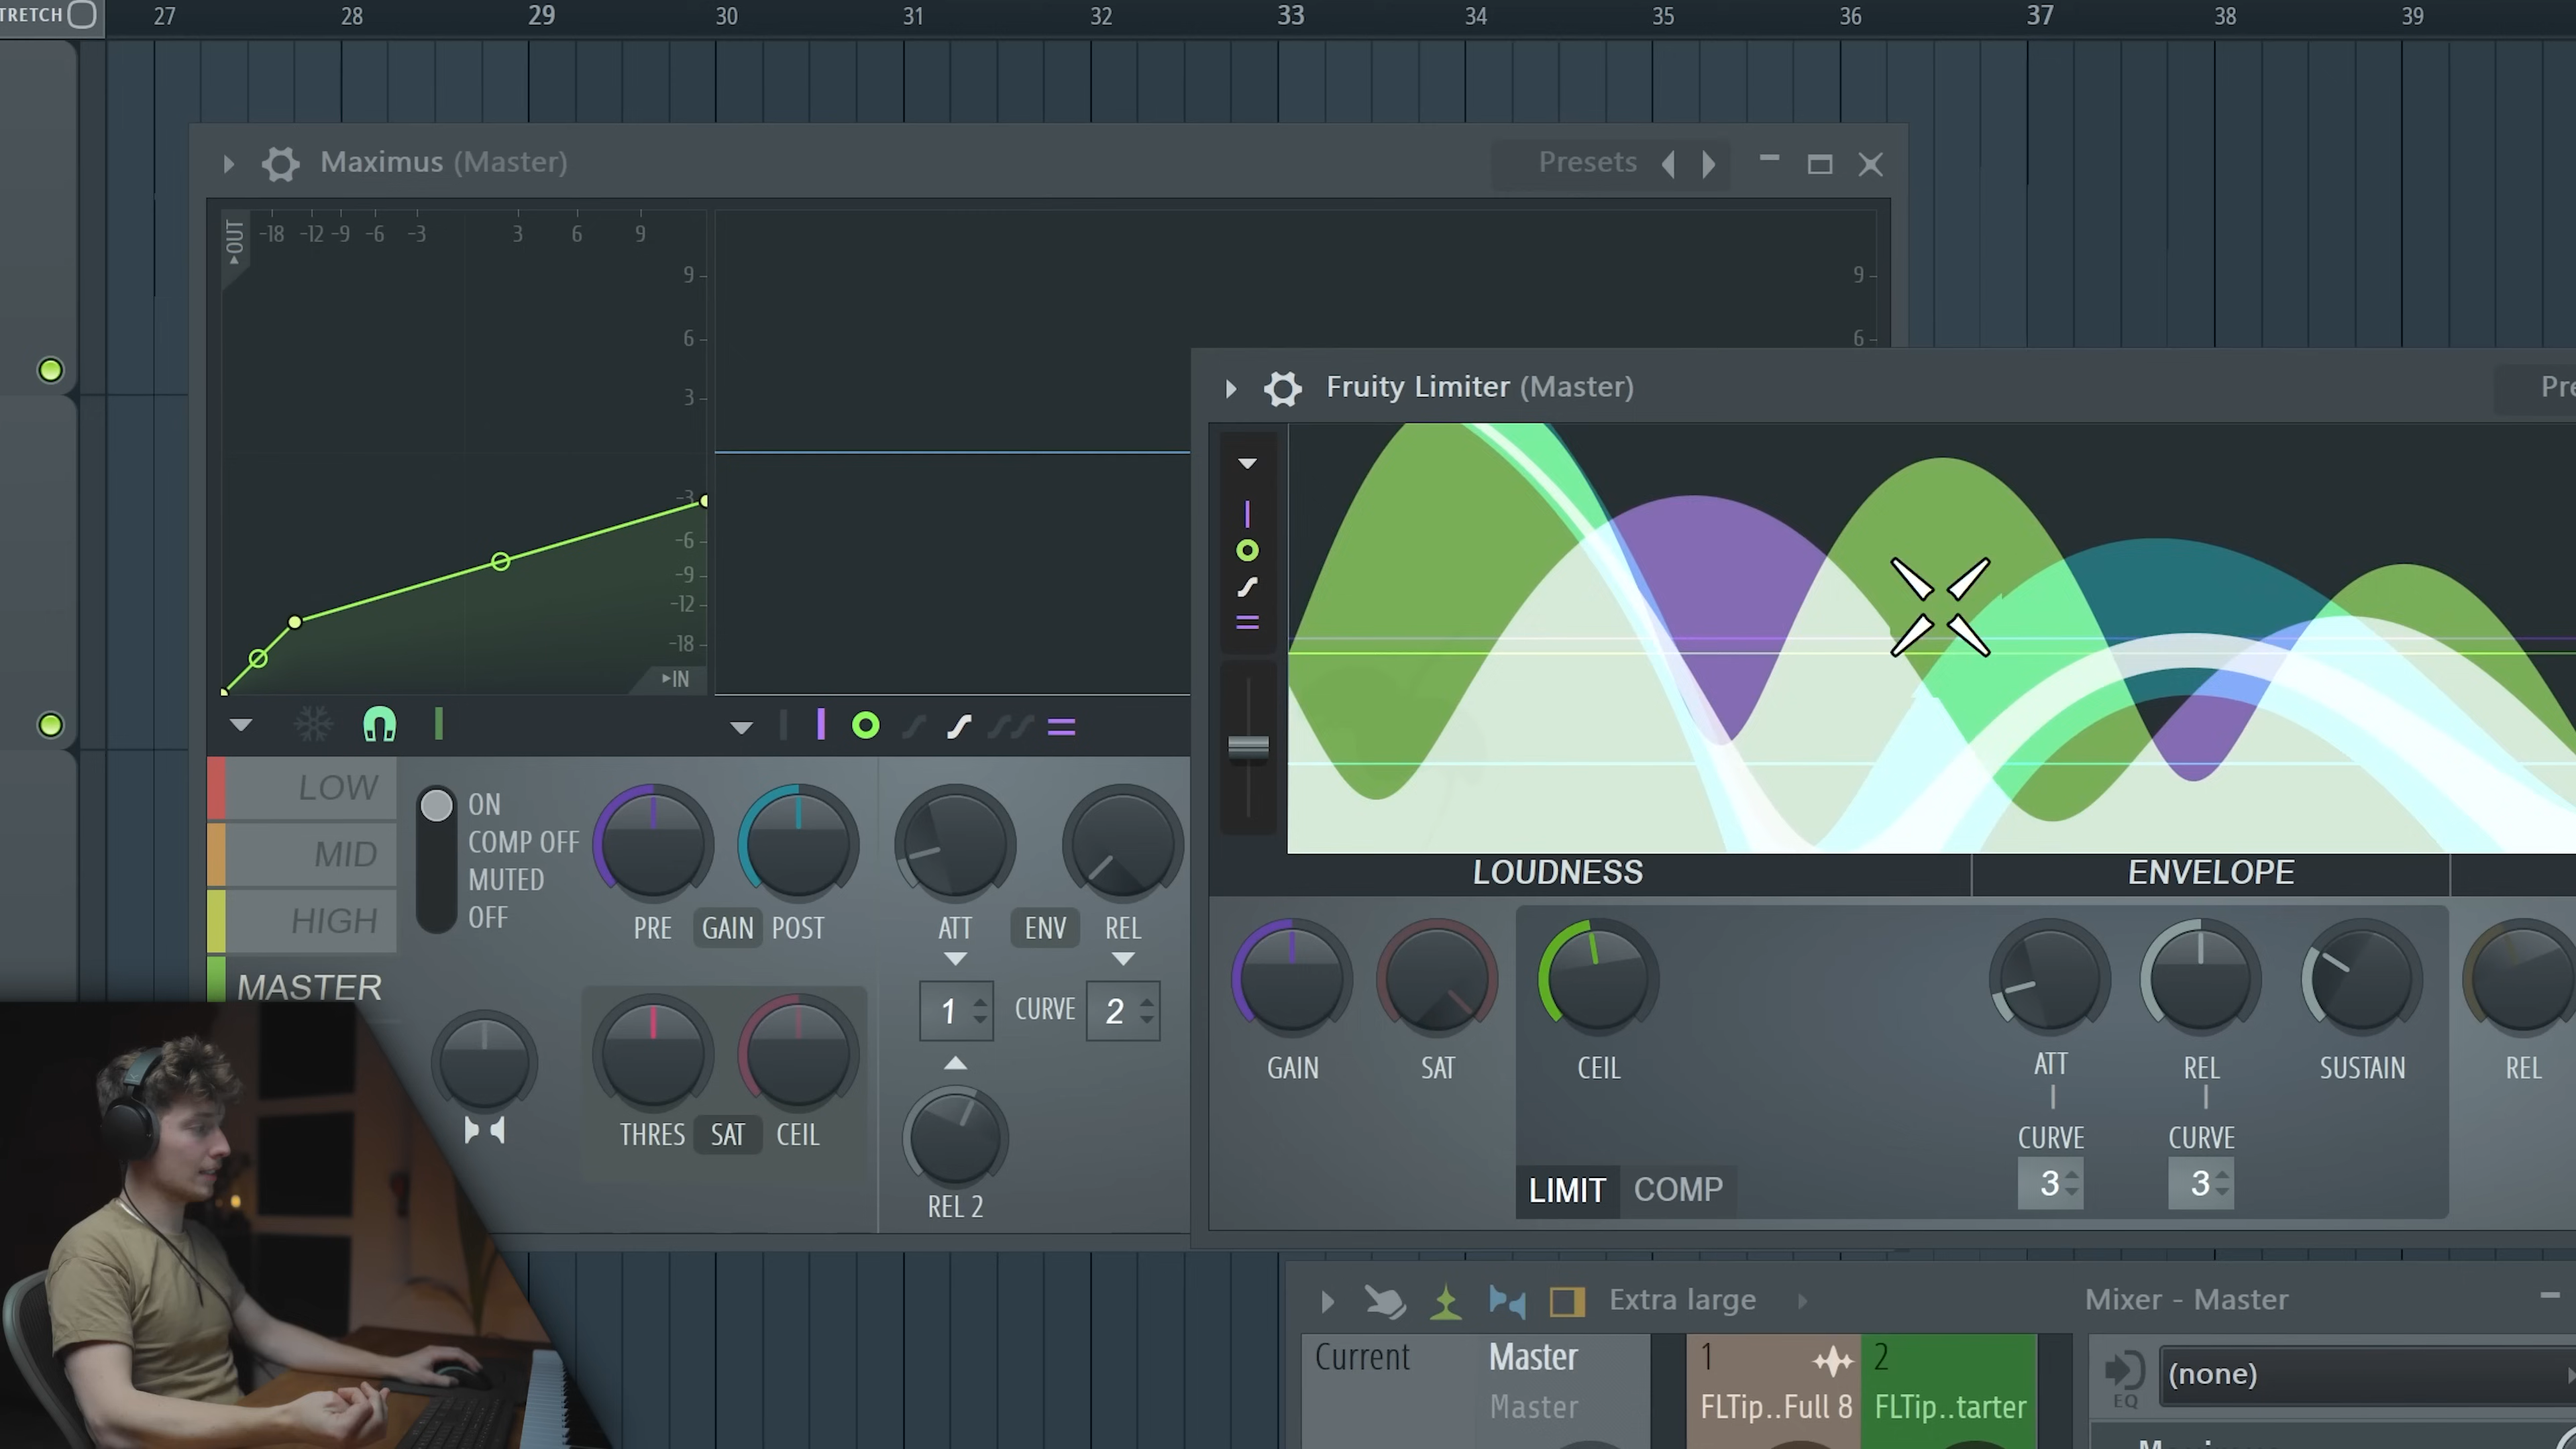 TRETCH
27 28 29 30 31 32 33 34 35 36 37 38 39
Maximus (Master)
Presets
OUT
-18 -12 -9 -6 -3 3 6 9
9
6
3
-3
-6
-9
-12
-18
IN
9
6
LOW
MID
HIGH
MASTER
ON
COMP OFF
MUTED
OFF
PRE GAIN POST
THRES SAT CEIL
ATT ENV REL
1 CURVE 2
REL 2
Fruity Limiter (Master)
Pre
LOUDNESS ENVELOPE
GAIN SAT CEIL ATT REL SUSTAIN REL
CURVE CURVE
3 3
LIMIT COMP
Extra large
Mixer - Master
Current
Master
Master
1
FLTip..Full 8
2
FLTip..tarter
EQ
(none)